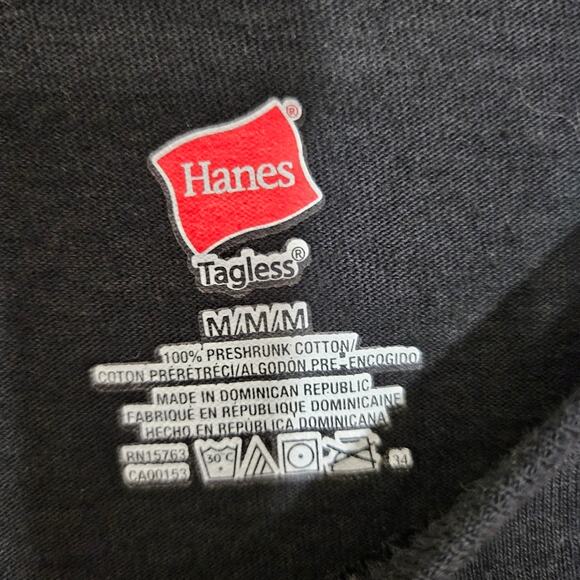 Hanes®
Tagless®
M/M/M
100% PRESHRUNK COTTON/
COTON PRÉRÉTRÉCI/ALGODÓN PRE-ENCOGIDO
MADE IN DOMINICAN REPUBLIC
FABRIQUÉ EN RÉPUBLIQUE DOMINICAINE
HECHO EN REPÚBLICA DOMINICANA
RN15763
CA00153
30°C
34